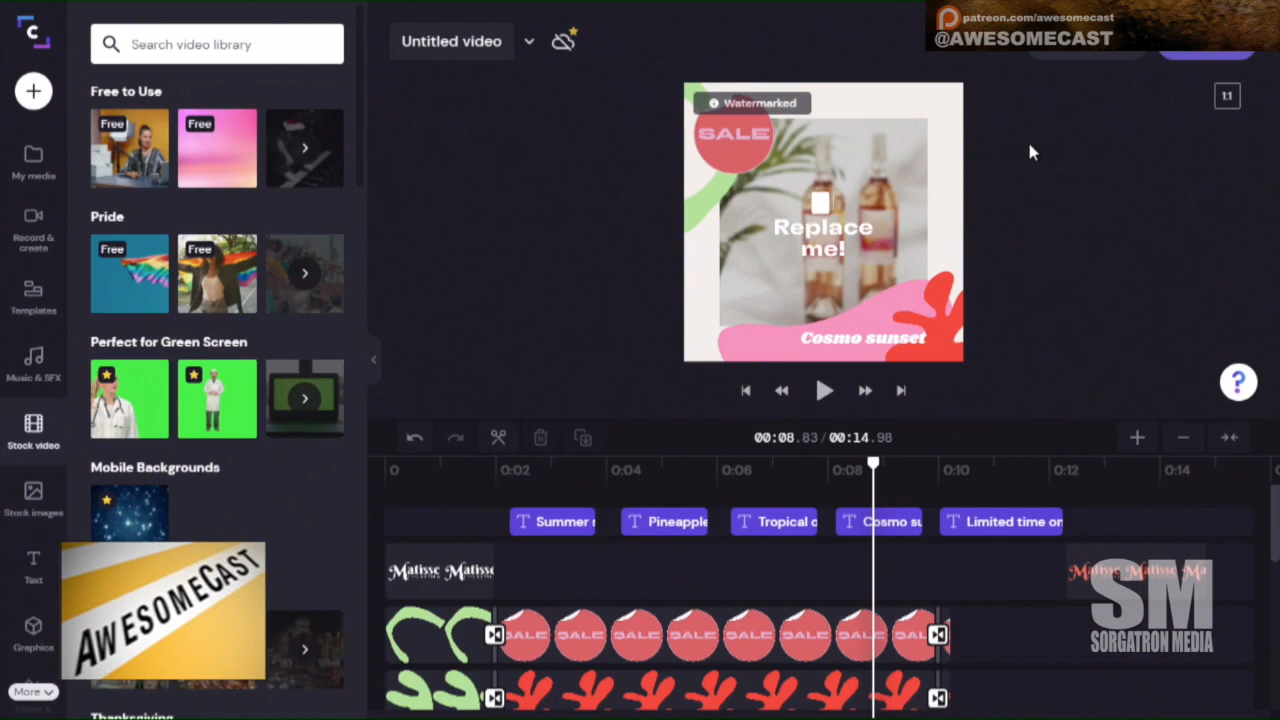 patreon.com/awesomecast
@AWESOMECAST
C
Search video library
Untitled video
Free to Use
Free
Free
Watermarked
1:1
SALE
My media
Pride
Record &
create
Free
Free
Replace
me!
Templates
Perfect for Green Screen
Cosmo sunset
Music & SFX
?
Stock video
00:08.83/00:14.98
Mobile Backgrounds
0
0:02
0:04
0:06
0:08
0:10
0:12
0:14
Stock images
T Summer
T Pineapple
T Tropical
T Cosmo su
T Limited time on
Text
AWESOMECAST
Matisse Matisse
Matisse Matisse Ma
SM
SORGATRON MEDIA
Graphics
SALE SALE SALE SALE SALE SALE SALE SAL
More
Thanksgiving